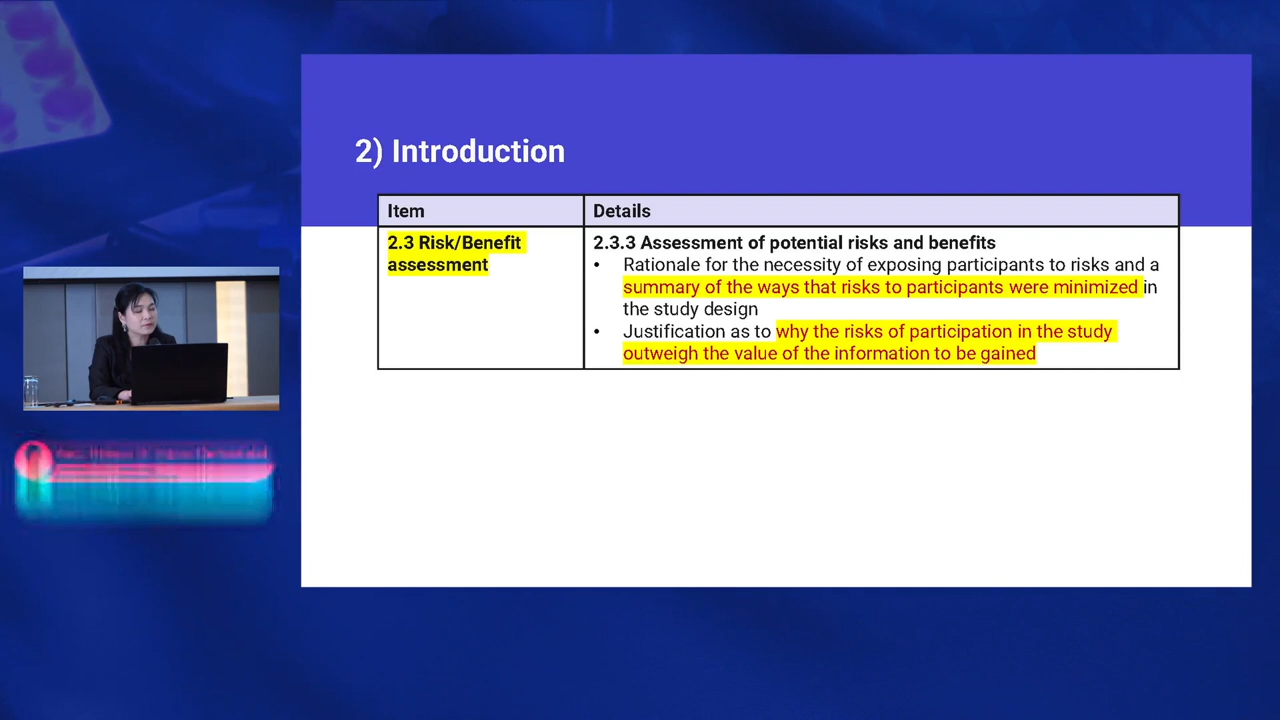 2) Introduction
Item
Details
2.3 Risk/Benefit
assessment
2.3.3 Assessment of potential risks and benefits
• Rationale for the necessity of exposing participants to risks and a
summary of the ways that risks to participants were minimized in
the study design
• Justification as to why the risks of participation in the study
outweigh the value of the information to be gained